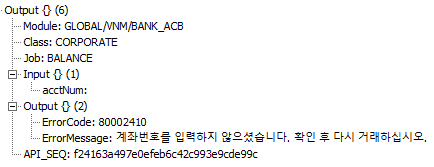 Output {} (6)
Module: GLOBAL/VNM/BANK_ACB
Class: CORPORATE
Job: BALANCE
Input {} (1)
acctNum:
Output {} (2)
ErrorCode: 80002410
ErrorMessage: 계좌번호를 입력하지 않으셨습니다. 확인 후 다시 거래하십시오.
API_SEQ: f24163a497e0efeb6c42c993e9cde99c